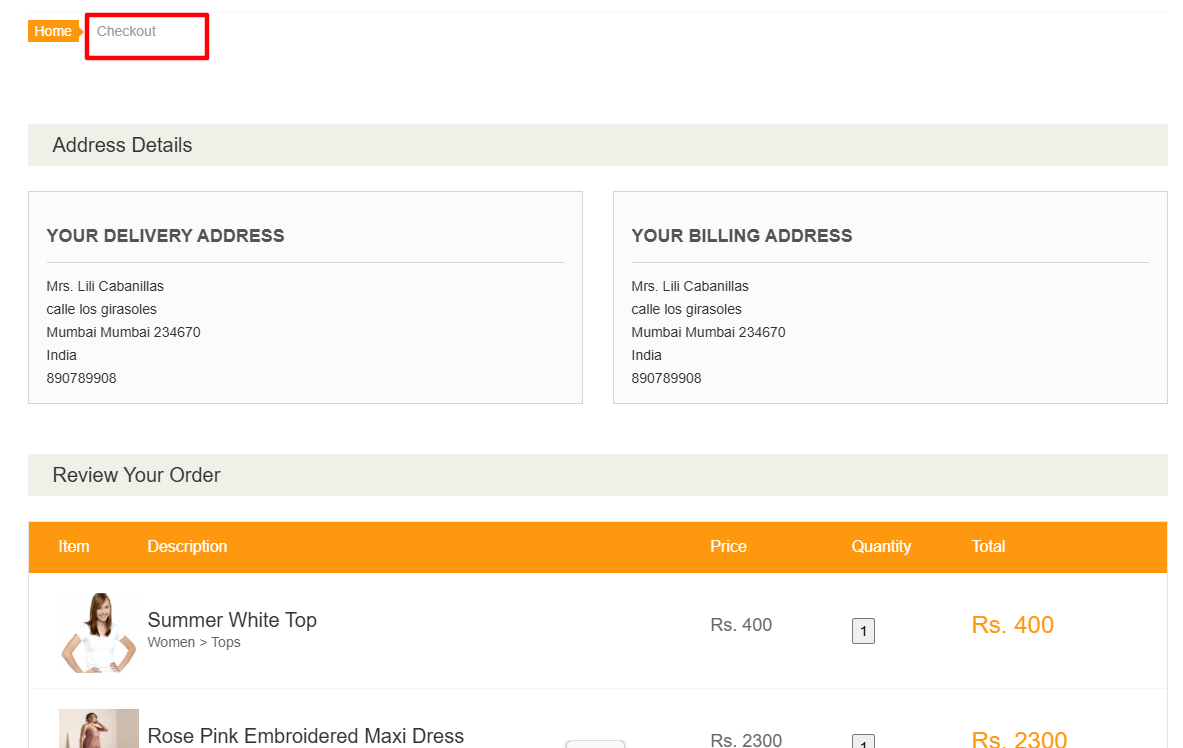 Home Checkout
Address Details
YOUR DELIVERY ADDRESS
Mrs. Lili Cabanillas
calle los girasoles
Mumbai Mumbai 234670
India
890789908
YOUR BILLING ADDRESS
Mrs. Lili Cabanillas
calle los girasoles
Mumbai Mumbai 234670
India
890789908
Review Your Order
Item Description Price Quantity Total
Summer White Top
Women > Tops
Rs. 400 1 Rs. 400
Rose Pink Embroidered Maxi Dress
Rs. 2300 1 Rs. 2300